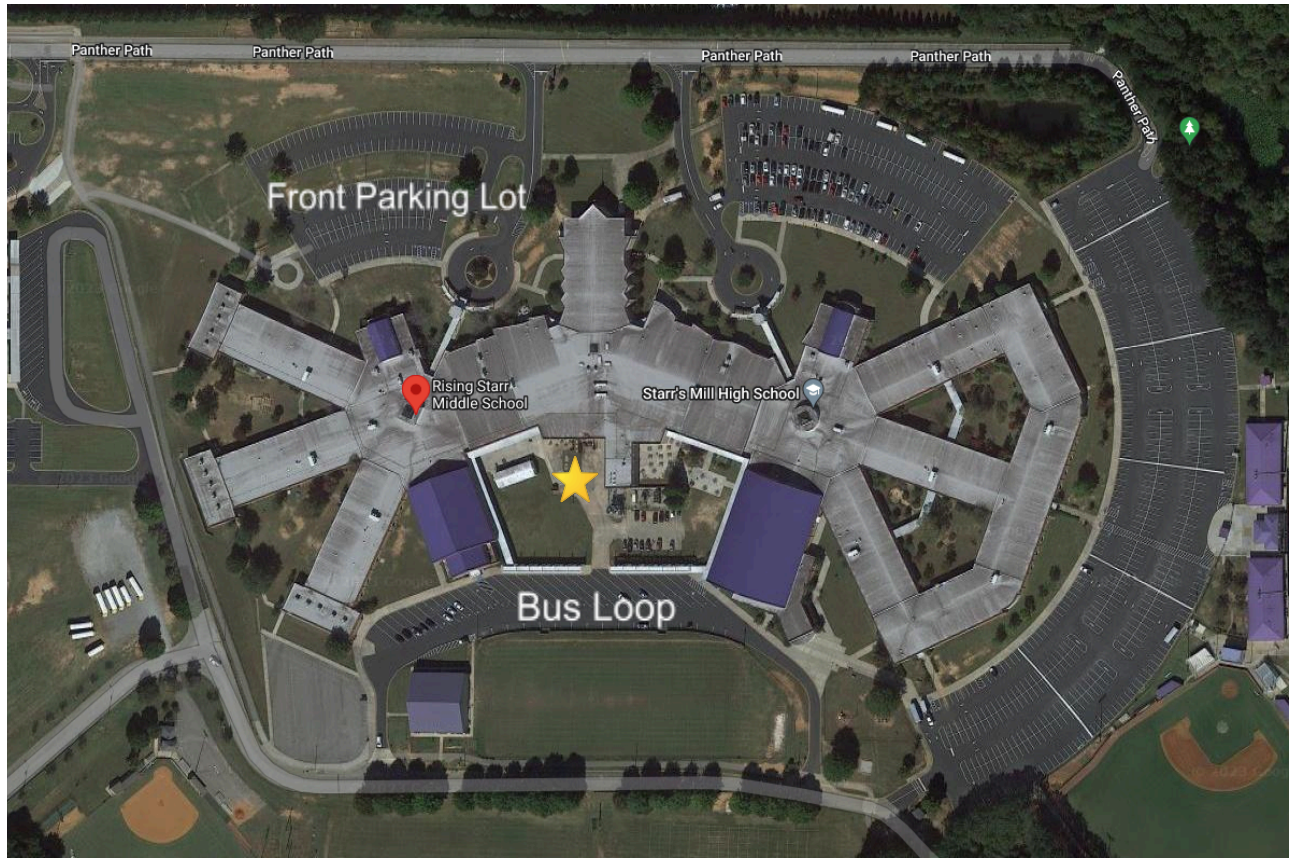 Panther Path
Panther Path
Panther Path
Panther Path
Panther Path
Front Parking Lot
Rising Starr
Middle School
Starr's Mill High School
Bus Loop